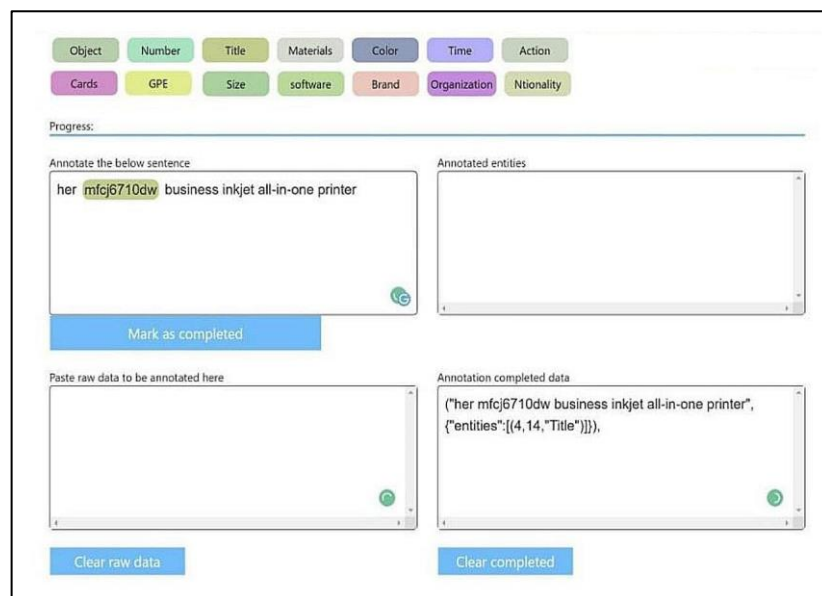 Object Number Title Materials Color Time Action
Cards GPE Size software Brand Organization Ntionality
Progress:
Annotate the below sentence
her mfcj6710dw business inkjet all-in-one printer
Mark as completed
Annotated entities
Paste raw data to be annotated here
Clear raw data
Annotation completed data
("her mfcj6710dw business inkjet all-in-one printer",
{"entities":[(4,14,"Title")]}),
Clear completed